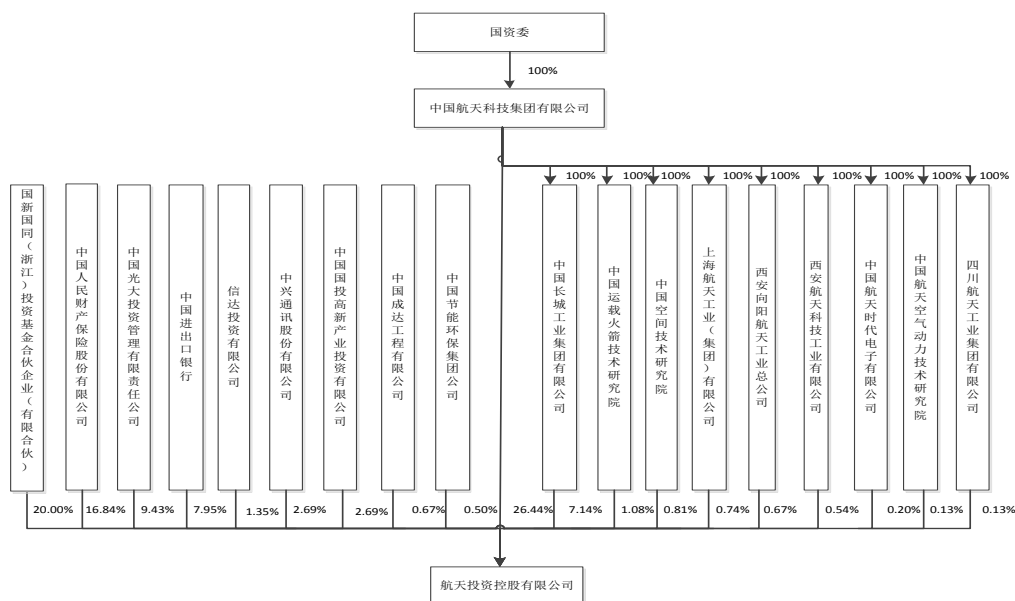 国资委
100%
中国航天科技集团有限公司
100% 100% 100% 100% 100% 100% 100% 100% 100%
国新国同（浙江）投资基金合伙企业（有限合伙）
中国人民财产保险股份有限公司
中国光大投资管理有限责任公司
中国进出口银行
信达投资有限公司
中兴通讯股份有限公司
中国国投高新产业投资有限公司
中国成达工程有限公司
中国节能环保集团公司
中国长城工业集团有限公司
中国运载火箭技术研究院
中国空间技术研究院
上海航天工业（集团）有限公司
西安向阳航天工业总公司
西安航天科技工业有限公司
中国航天时代电子有限公司
中国航天空气动力技术研究院
四川航天工业集团有限公司
20.00% 16.84% 9.43% 7.95% 1.35% 2.69% 2.69% 0.67% 0.50% 26.44% 7.14% 1.08% 0.81% 0.74% 0.67% 0.54% 0.20% 0.13% 0.13%
航天投资控股有限公司